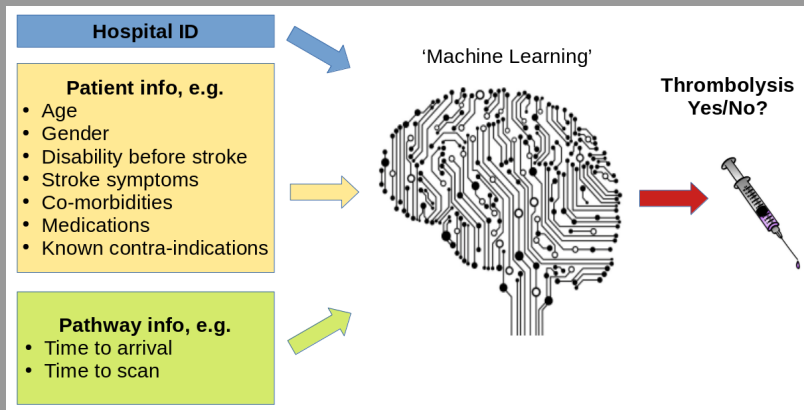 Hospital ID
Patient info, e.g.
• Age
• Gender
• Disability before stroke
• Stroke symptoms
• Co-morbidities
• Medications
• Known contra-indications
Pathway info, e.g.
• Time to arrival
• Time to scan
‘Machine Learning’
Thrombolysis
Yes/No?